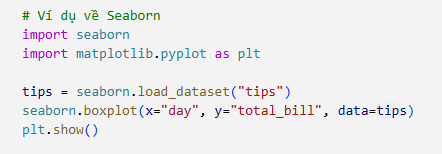 # Ví dụ về Seaborn
import seaborn
import matplotlib.pyplot as plt
tips = seaborn.load_dataset("tips")
seaborn.boxplot(x="day", y="total_bill", data=tips)
plt.show()